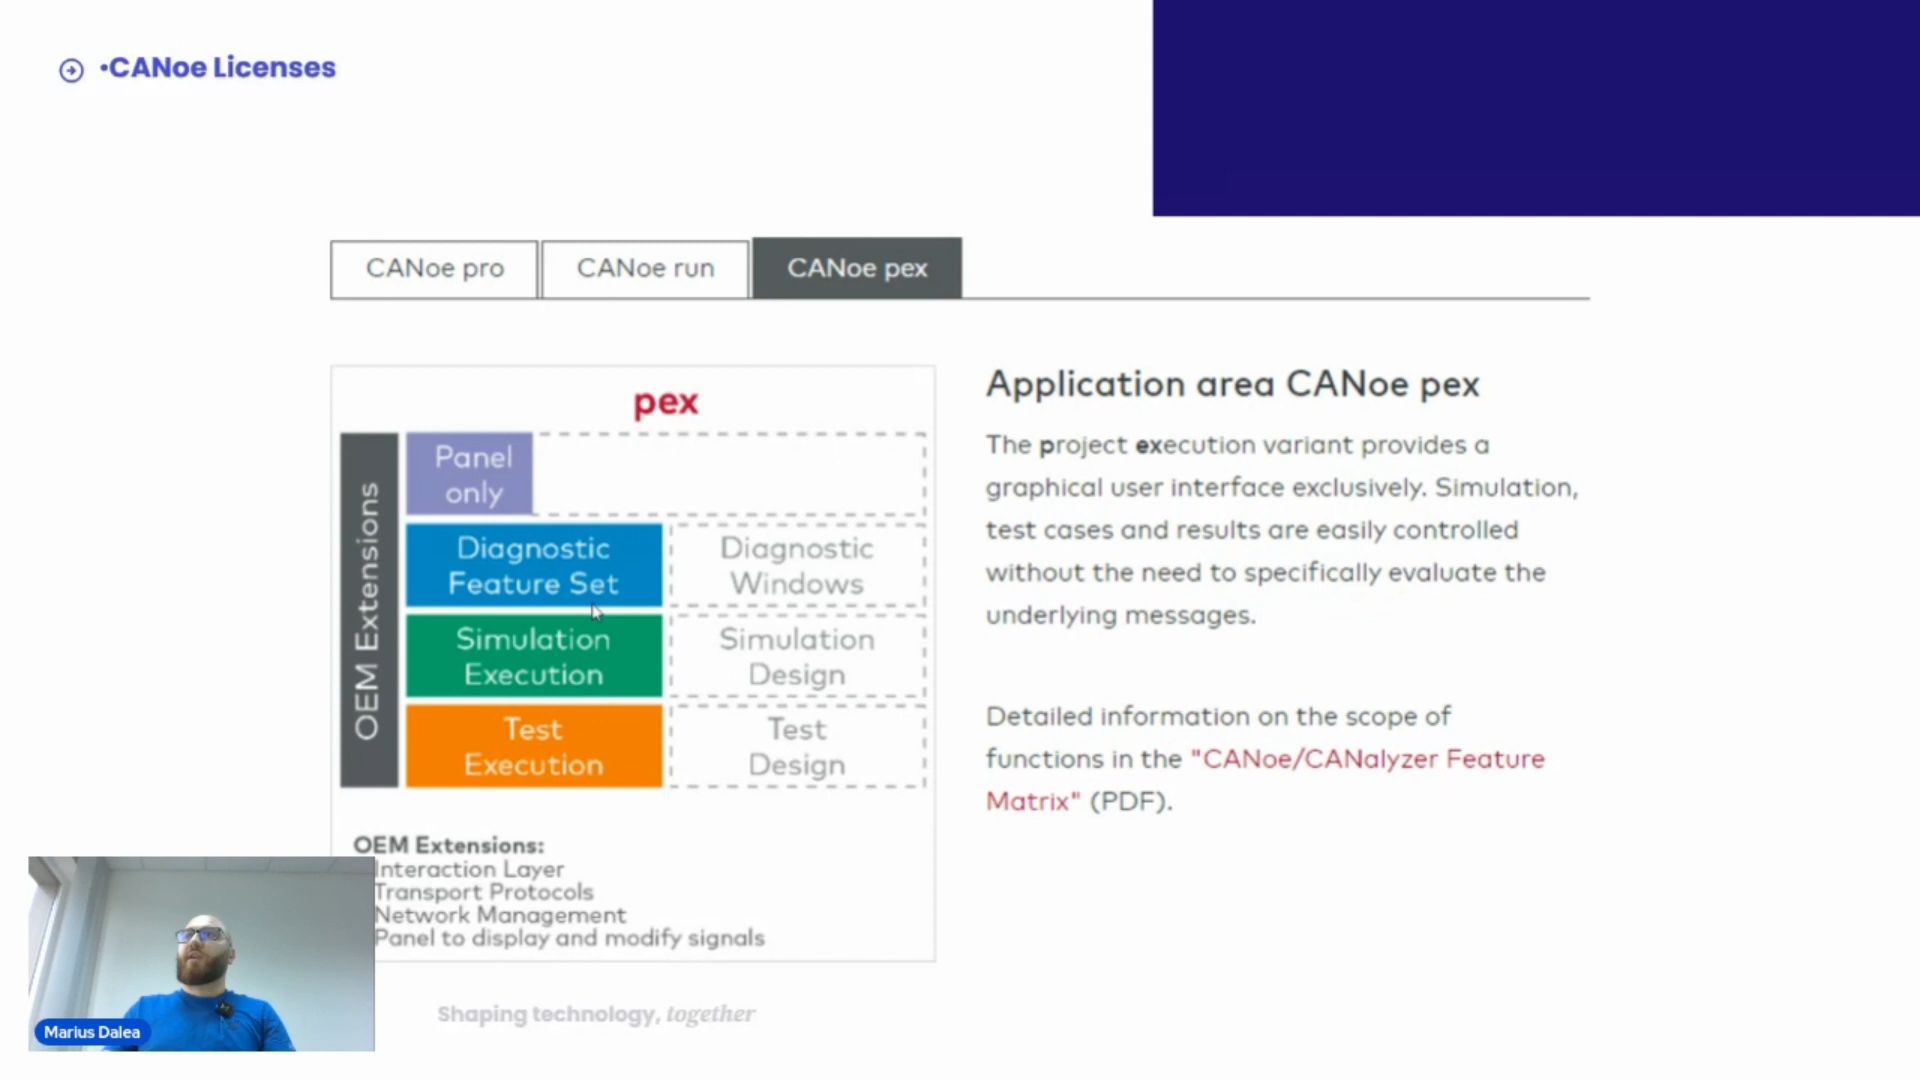 •CANoe Licenses
CANoe pro
CANoe run
CANoe pex
pex
OEM Extensions
Panel
only
Diagnostic
Feature Set
Diagnostic
Windows
Simulation
Execution
Simulation
Design
Test
Execution
Test
Design
OEM Extensions:
Interaction Layer
Transport Protocols
Network Management
Panel to display and modify signals
Application area CANoe pex
The project execution variant provides a
graphical user interface exclusively. Simulation,
test cases and results are easily controlled
without the need to specifically evaluate the
underlying messages.
Detailed information on the scope of
functions in the "CANoe/CANalyzer Feature
Matrix" (PDF).
Marius Dalea
Shaping technology, together